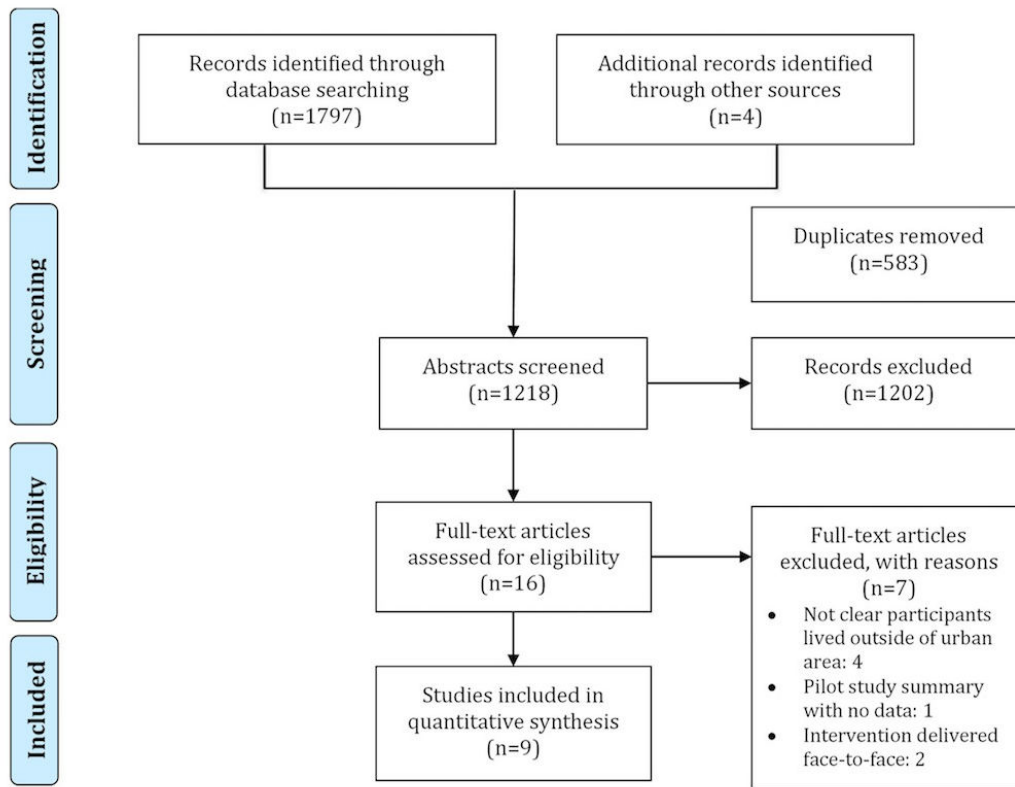 Identification
Records identified through
database searching
(n=1797)
Additional records identified
through other sources
(n=4)
Screening
Duplicates removed
(n=583)
Abstracts screened
(n=1218)
Records excluded
(n=1202)
Eligibility
Full-text articles
assessed for eligibility
(n=16)
Full-text articles
excluded, with reasons
(n=7)
• Not clear participants
lived outside of urban
area: 4
• Pilot study summary
with no data: 1
• Intervention delivered
face-to-face: 2
Included
Studies included in
quantitative synthesis
(n=9)